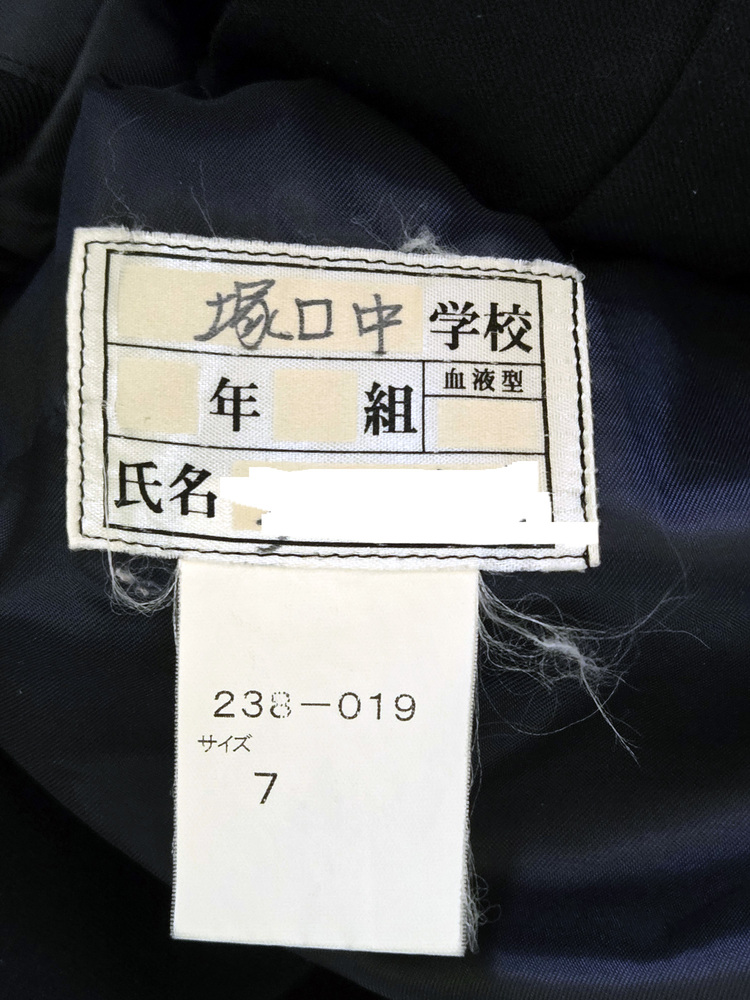 塚口中学校
年 組 血液型
氏名
238-019
サイズ
7